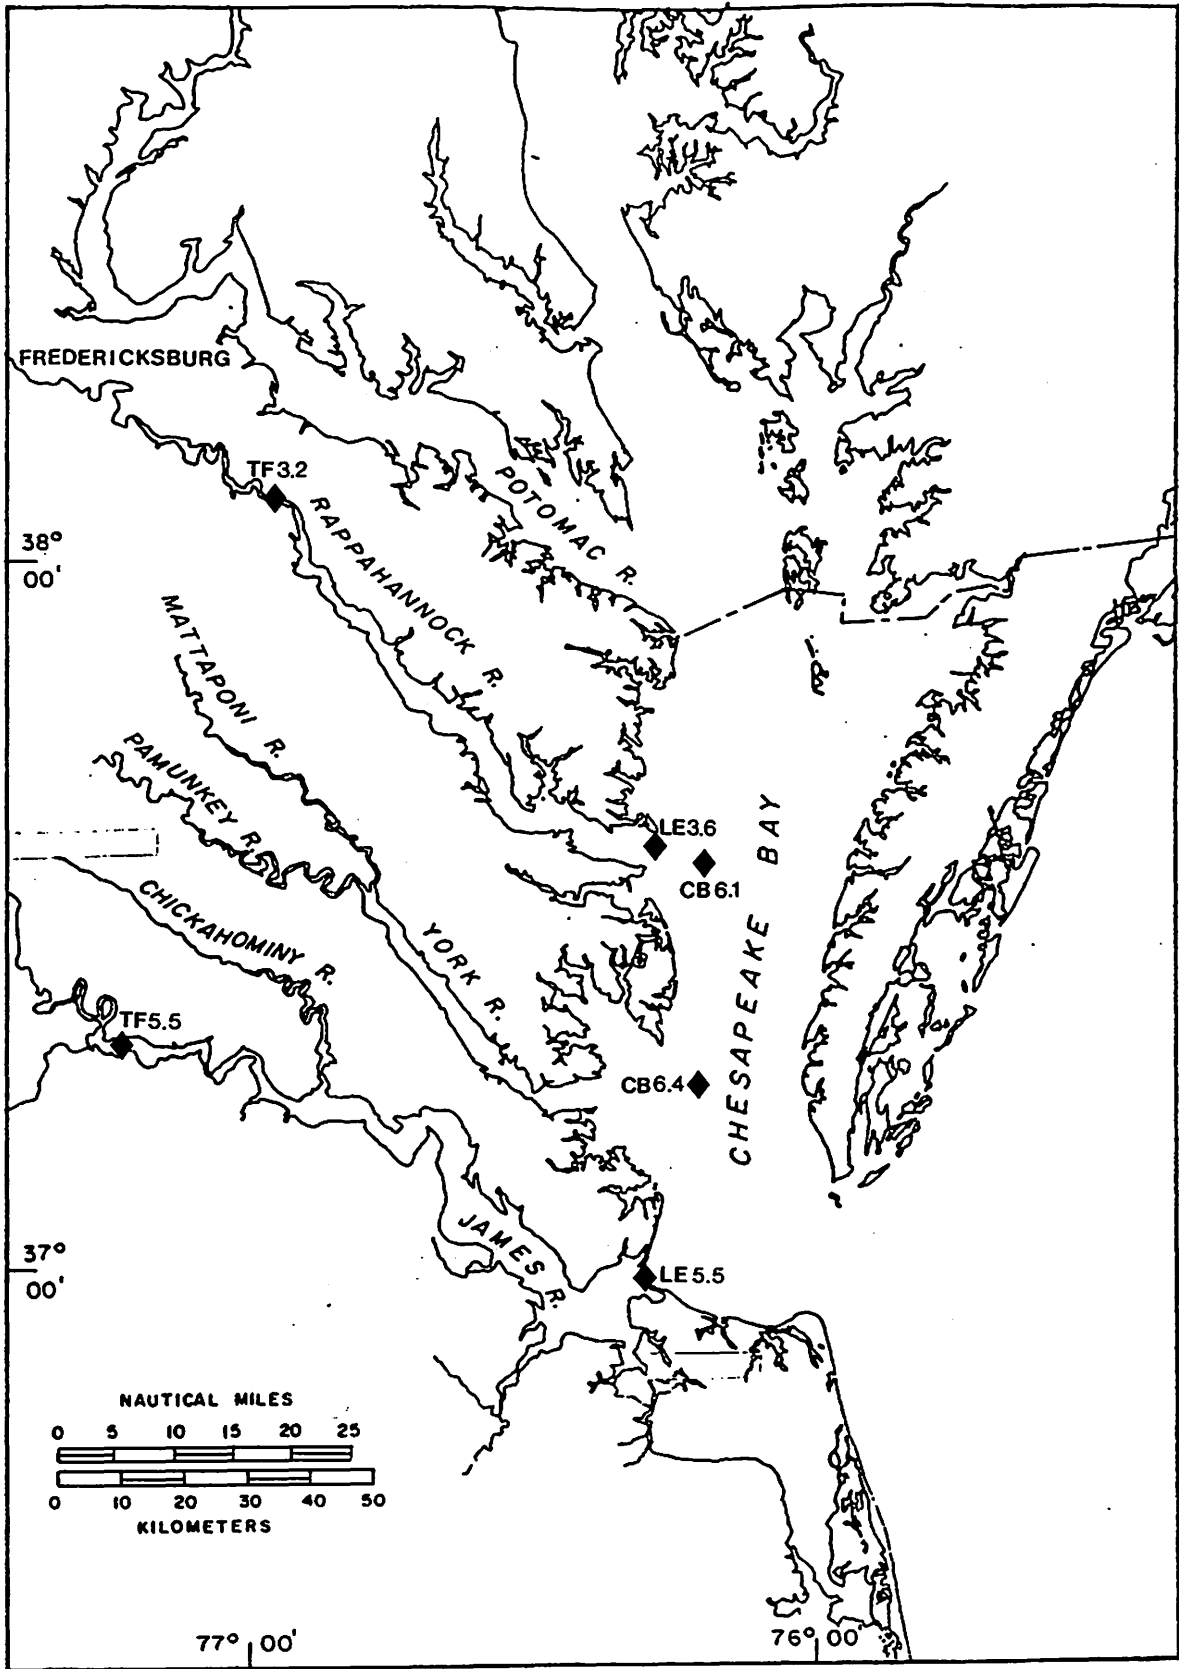 FREDERICKSBURG
TF3.2
POTOMAC R.
RAPPAHANNOCK R.
38°
00'
MATTAPONI R.
PAMUNKEY R.
LE3.6
CB6.1
CHESAPEAKE BAY
CHICKAHOMINY R.
YORK R.
TF5.5
CB6.4
JAMES R.
37°
00'
LE5.5
NAUTICAL MILES
0 5 10 15 20 25
0 10 20 30 40 50
KILOMETERS
77° 00'
76° 00'